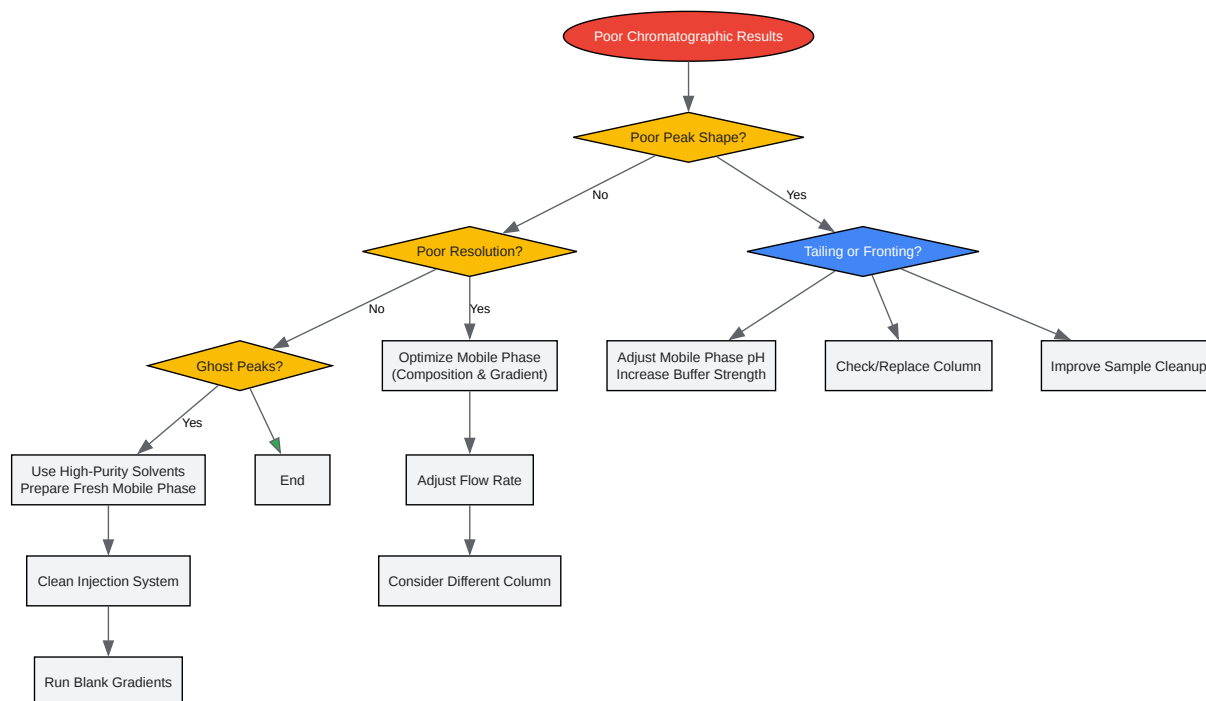 Poor Chromatographic Results
Poor Peak Shape?
No
Yes
Poor Resolution?
Tailing or Fronting?
No
Yes
Ghost Peaks?
Optimize Mobile Phase
(Composition & Gradient)
Adjust Mobile Phase pH
Increase Buffer Strength
Check/Replace Column
Improve Sample Cleanup
Yes
Use High-Purity Solvents
Prepare Fresh Mobile Phase
End
Adjust Flow Rate
Clean Injection System
Consider Different Column
Run Blank Gradients